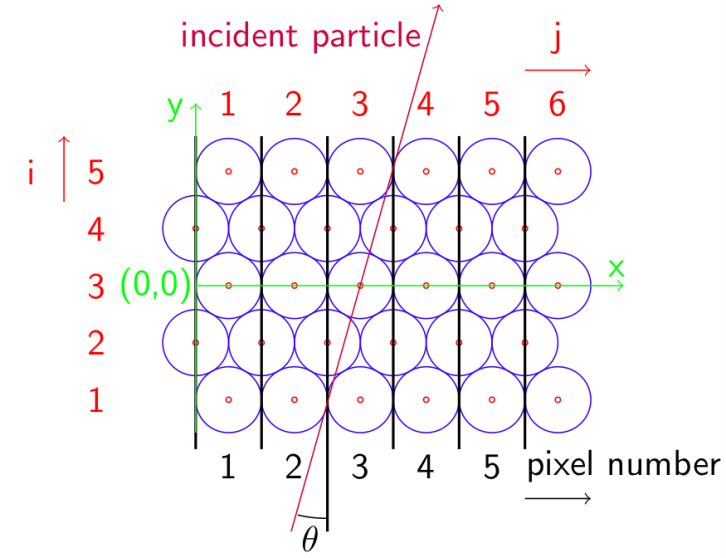 incident particle
j
y 1 2 3 4 5 6
i 5
4
3 (0,0) x
2
1
1 2 3 4 5 pixel number
θ